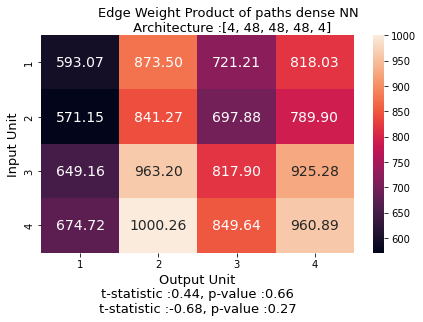 Edge Weight Product of paths dense NN
Architecture :[4, 48, 48, 48, 4]
593.07 873.50 721.21 818.03
571.15 841.27 697.88 789.90
649.16 963.20 817.90 925.28
674.72 1000.26 849.64 960.89
1 2 3 4
Input Unit
1
2
3
4
Output Unit
t-statistic :0.44, p-value :0.66
t-statistic :-0.68, p-value :0.27
1000
950
900
850
800
750
700
650
600